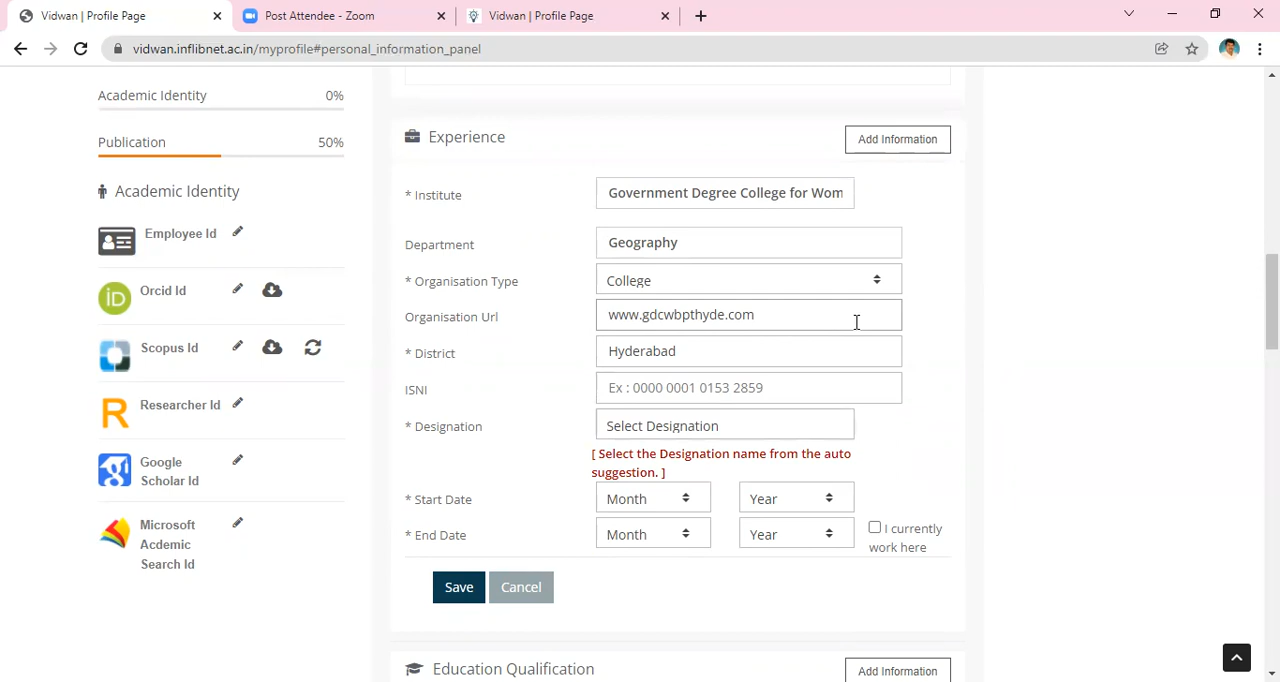 Vidwan | Profile Page
Post Attendee - Zoom
Vidwan | Profile Page
vidwan.inflibnet.ac.in/myprofile#personal_information_panel
Academic Identity 0%
Publication 50%
Academic Identity
Employee Id
Orcid Id
Scopus Id
Researcher Id
Google
Scholar Id
Microsoft
Acdemic
Search Id
Experience
Add Information
* Institute Government Degree College for Wom
Department Geography
* Organisation Type College
Organisation Url www.gdcwbpthyde.com
* District Hyderabad
ISNI Ex : 0000 0001 0153 2859
* Designation Select Designation
[ Select the Designation name from the auto
suggestion. ]
* Start Date Month Year
* End Date Month Year
I currently
work here
Save Cancel
Education Qualification
Add Information